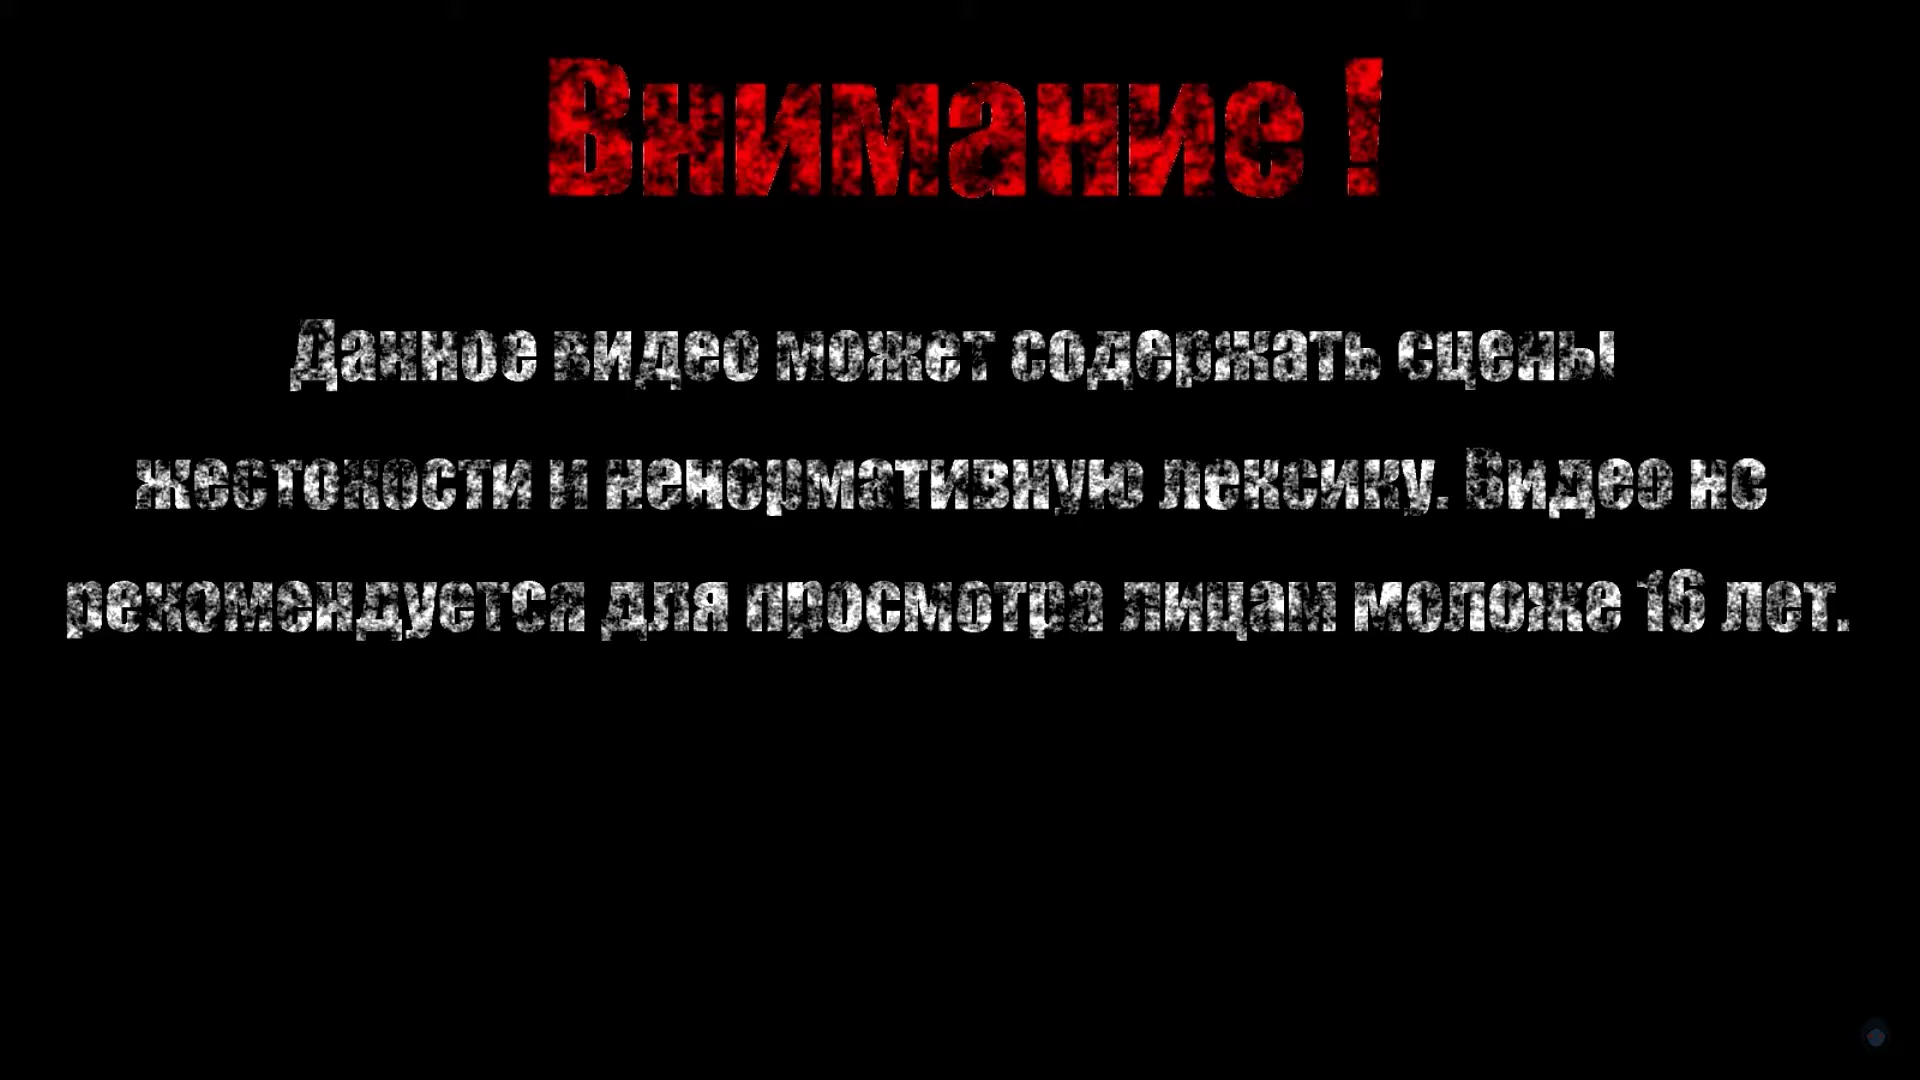 Внимание !
Данное видео может содержать сцены
жестокости и ненормативную лексику. Видео не
рекомендуется для просмотра лицам моложе 16 лет.